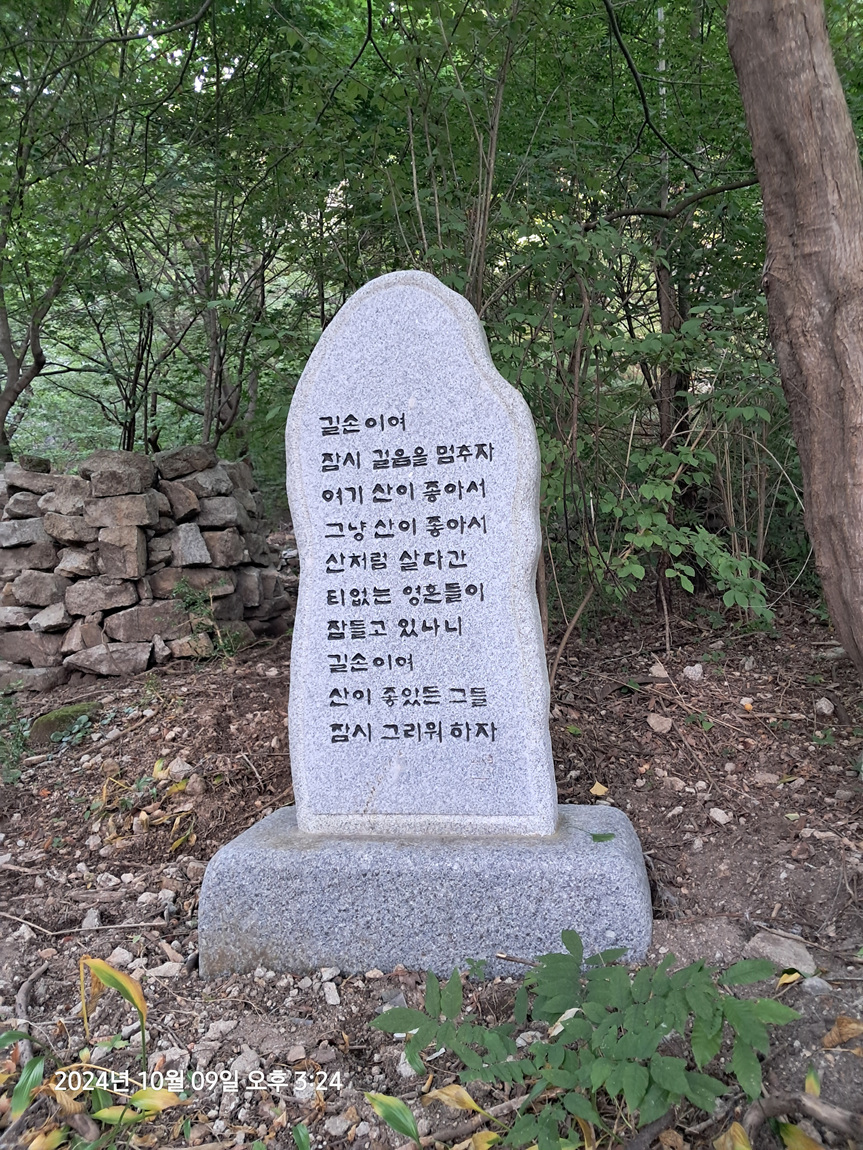 길손이여
잠시 걸음을 멈추자
여기 산이 좋아서
그냥 산이 좋아서
산처럼 살다간
티없는 영혼들이
잠들고 있나니
길손이여
산이 좋았든 그들
잠시 그리워 하자
2024년 10월 09일 오후 3:24